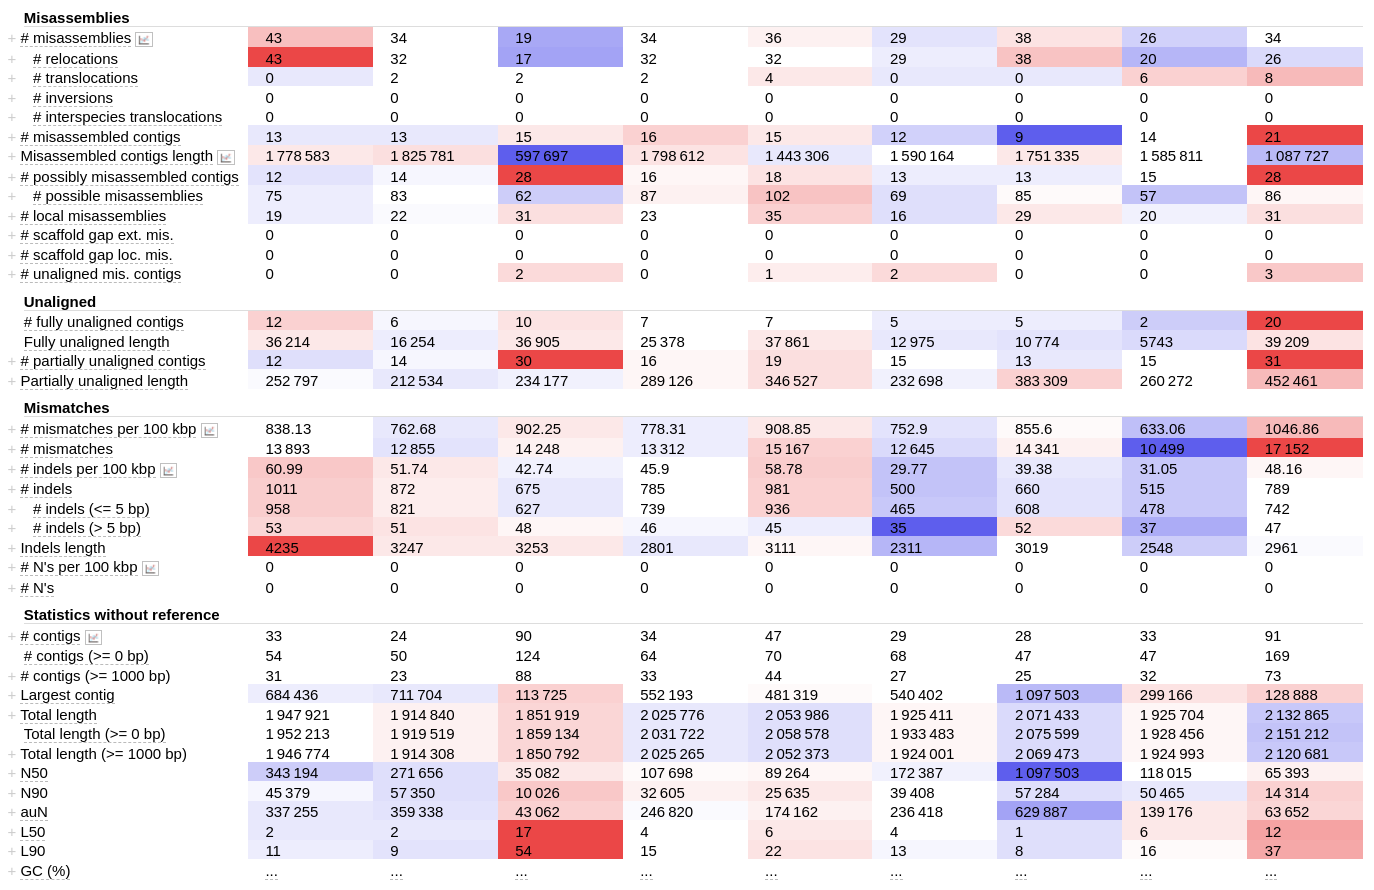 Misassemblies
+ # misassemblies 43 34 19 34 36 29 38 26 34
+ # relocations 43 32 17 32 32 29 38 20 26
+ # translocations 0 2 2 2 4 0 0 6 8
+ # inversions 0 0 0 0 0 0 0 0 0
+ # interspecies translocations 0 0 0 0 0 0 0 0 0
+ # misassembled contigs 13 13 15 16 15 12 9 14 21
+ Misassembled contigs length 1 778 583 1 825 781 597 697 1 798 612 1 443 306 1 590 164 1 751 335 1 585 811 1 087 727
+ # possibly misassembled contigs 12 14 28 16 18 13 13 15 28
+ # possible misassemblies 75 83 62 87 102 69 85 57 86
+ # local misassemblies 19 22 31 23 35 16 29 20 31
+ # scaffold gap ext. mis. 0 0 0 0 0 0 0 0 0
+ # scaffold gap loc. mis. 0 0 0 0 0 0 0 0 0
+ # unaligned mis. contigs 0 0 2 0 1 2 0 0 3
Unaligned
# fully unaligned contigs 12 6 10 7 7 5 5 2 20
Fully unaligned length 36 214 16 254 36 905 25 378 37 861 12 975 10 774 5743 39 209
+ # partially unaligned contigs 12 14 30 16 19 15 13 15 31
+ Partially unaligned length 252 797 212 534 234 177 289 126 346 527 232 698 383 309 260 272 452 461
Mismatches
+ # mismatches per 100 kbp 838.13 762.68 902.25 778.31 908.85 752.9 855.6 633.06 1046.86
+ # mismatches 13 893 12 855 14 248 13 312 15 167 12 645 14 341 10 499 17 152
+ # indels per 100 kbp 60.99 51.74 42.74 45.9 58.78 29.77 39.38 31.05 48.16
+ # indels 1011 872 675 785 981 500 660 515 789
+ # indels (<= 5 bp) 958 821 627 739 936 465 608 478 742
+ # indels (> 5 bp) 53 51 48 46 45 35 52 37 47
+ Indels length 4235 3247 3253 2801 3111 2311 3019 2548 2961
+ # N's per 100 kbp 0 0 0 0 0 0 0 0 0
+ # N's 0 0 0 0 0 0 0 0 0
Statistics without reference
+ # contigs 33 24 90 34 47 29 28 33 91
# contigs (>= 0 bp) 54 50 124 64 70 68 47 47 169
+ # contigs (>= 1000 bp) 31 23 88 33 44 27 25 32 73
+ Largest contig 684 436 711 704 113 725 552 193 481 319 540 402 1 097 503 299 166 128 888
+ Total length 1 947 921 1 914 840 1 851 919 2 025 776 2 053 986 1 925 411 2 071 433 1 925 704 2 132 865
Total length (>= 0 bp) 1 952 213 1 919 519 1 859 134 2 031 722 2 058 578 1 933 483 2 075 599 1 928 456 2 151 212
+ Total length (>= 1000 bp) 1 946 774 1 914 308 1 850 792 2 025 265 2 052 373 1 924 001 2 069 473 1 924 993 2 120 681
+ N50 343 194 271 656 35 082 107 698 89 264 172 387 1 097 503 118 015 65 393
+ N90 45 379 57 350 10 026 32 605 25 635 39 408 57 284 50 465 14 314
+ auN 337 255 359 338 43 062 246 820 174 162 236 418 629 887 139 176 63 652
+ L50 2 2 17 4 6 4 1 6 12
+ L90 11 9 54 15 22 13 8 16 37
+ GC (%) ... ... ... ... ... ... ... ... ...